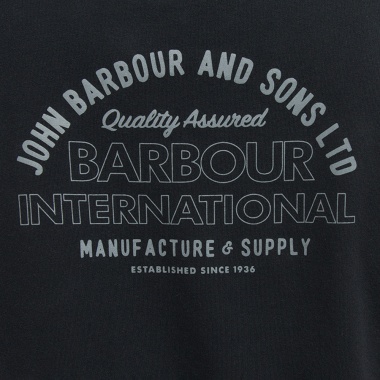 JOHN BARBOUR AND SONS LTD
Quality Assured
BARBOUR
INTERNATIONAL
MANUFACTURE & SUPPLY
ESTABLISHED SINCE 1936